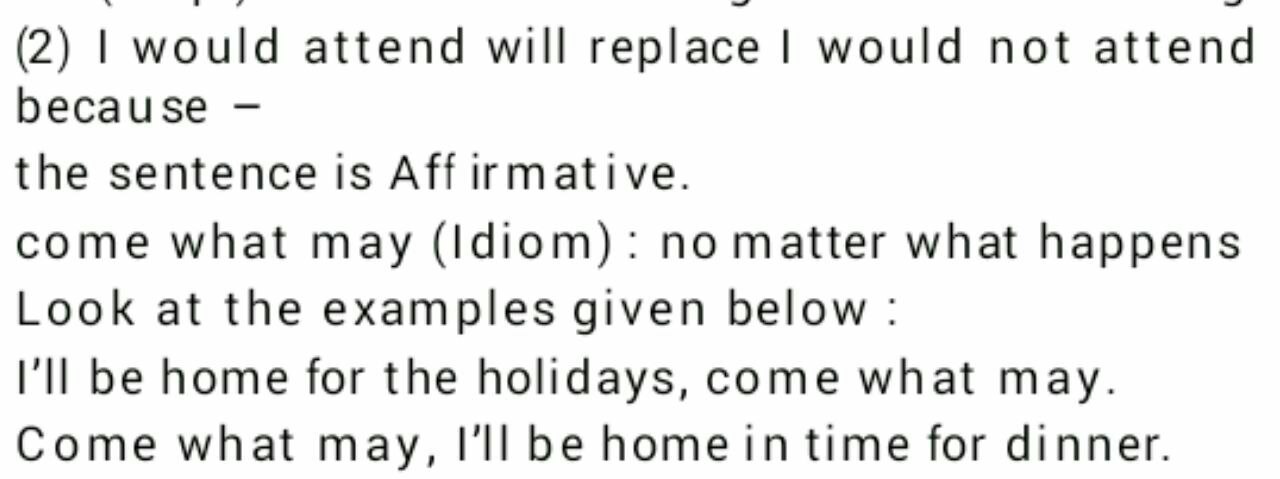 (2) I would attend will replace I would not attend
because –
the sentence is Affirmative.
come what may (Idiom) : no matter what happens
Look at the examples given below :
I’ll be home for the holidays, come what may.
Come what may, I’ll be home in time for dinner.